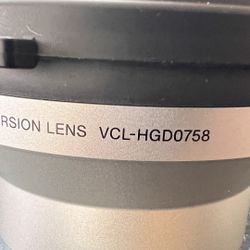 RSION LENS VCL-HGD0758